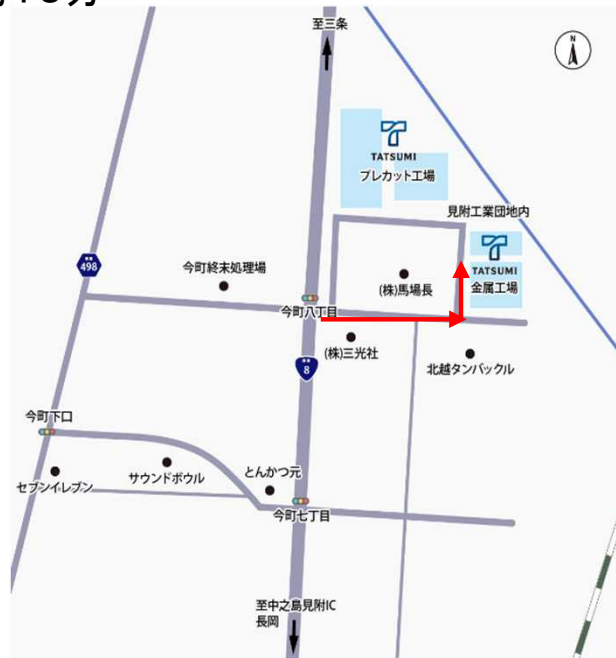 至三条
N
TATSUMI
プレカット工場
見附工業団地内
TATSUMI
金属工場
498
今町終末処理場
(株)馬場長
今町八丁目
(株)三光社
8
北越タンバックル
今町下口
とんかつ元
サウンドボウル
セブンイレブン
今町七丁目
至中之島見附IC
長岡